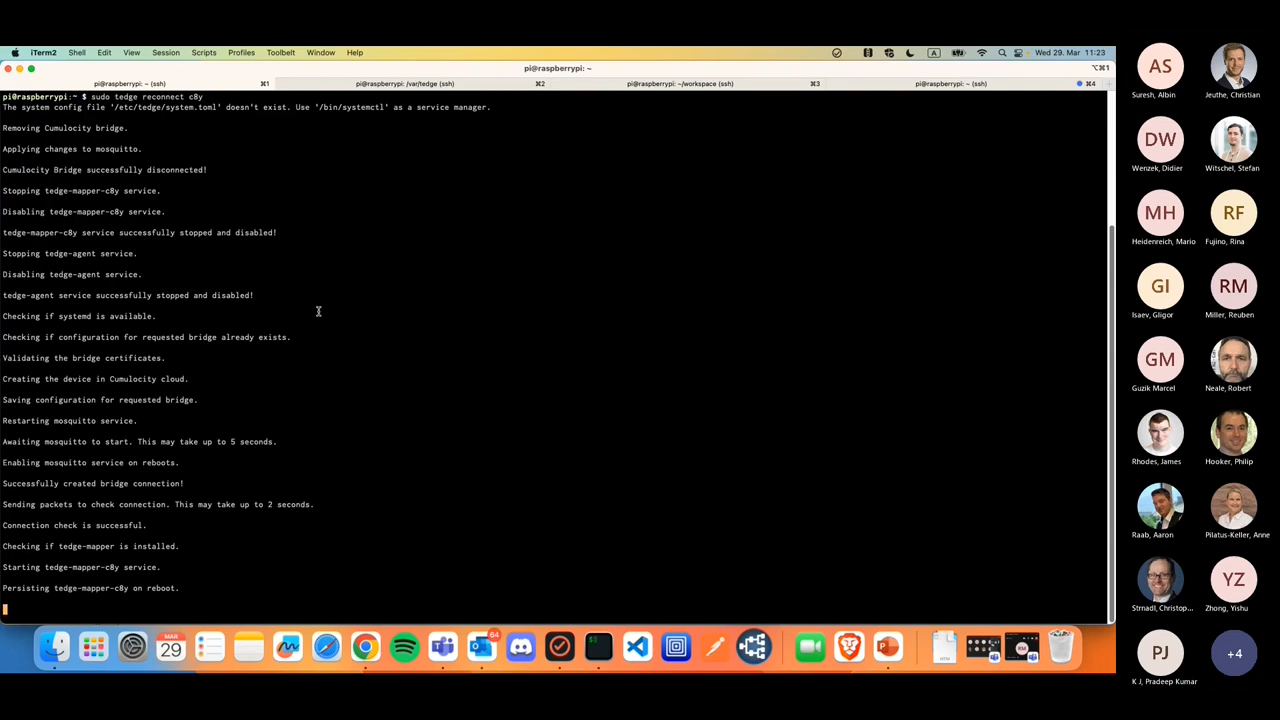 iTerm2 Shell Edit View Session Scripts Profiles Toolbelt Window Help
A Wed 29. Mar 11:23
pi@raspberrypi: ~
⌥⌘1
pi@raspberrypi: ~ (ssh) ⌘1
pi@raspberrypi: /var/tedge (ssh) ⌘2
pi@raspberrypi: ~/workspace (ssh) ⌘3
pi@raspberrypi: ~ (ssh) ⌘4
pi@raspberrypi:~ $ sudo tedge reconnect c8y
The system config file '/etc/tedge/system.toml' doesn't exist. Use '/bin/systemctl' as a service manager.
Removing Cumulocity bridge.
Applying changes to mosquitto.
Cumulocity Bridge successfully disconnected!
Stopping tedge-mapper-c8y service.
Disabling tedge-mapper-c8y service.
tedge-mapper-c8y service successfully stopped and disabled!
Stopping tedge-agent service.
Disabling tedge-agent service.
tedge-agent service successfully stopped and disabled!
Checking if systemd is available.
Checking if configuration for requested bridge already exists.
Validating the bridge certificates.
Creating the device in Cumulocity cloud.
Saving configuration for requested bridge.
Restarting mosquitto service.
Awaiting mosquitto to start. This may take up to 5 seconds.
Enabling mosquitto service on reboots.
Successfully created bridge connection!
Sending packets to check connection. This may take up to 2 seconds.
Connection check is successful.
Checking if tedge-mapper is installed.
Starting tedge-mapper-c8y service.
Persisting tedge-mapper-c8y on reboot.
MAR
29
64
RM
AS
Suresh, Albin
Jeuthe, Christian
DW
Wenzek, Didier
Witschel, Stefan
MH
Heidenreich, Mario
RF
Fujino, Rina
GI
Isaev, Gligor
RM
Miller, Reuben
GM
Guzik Marcel
Neale, Robert
Rhodes, James
Hooker, Philip
Raab, Aaron
Pilatus-Keller, Anne
Strnadl, Christop...
YZ
Zhong, Yishu
PJ
K J, Pradeep Kumar
+4